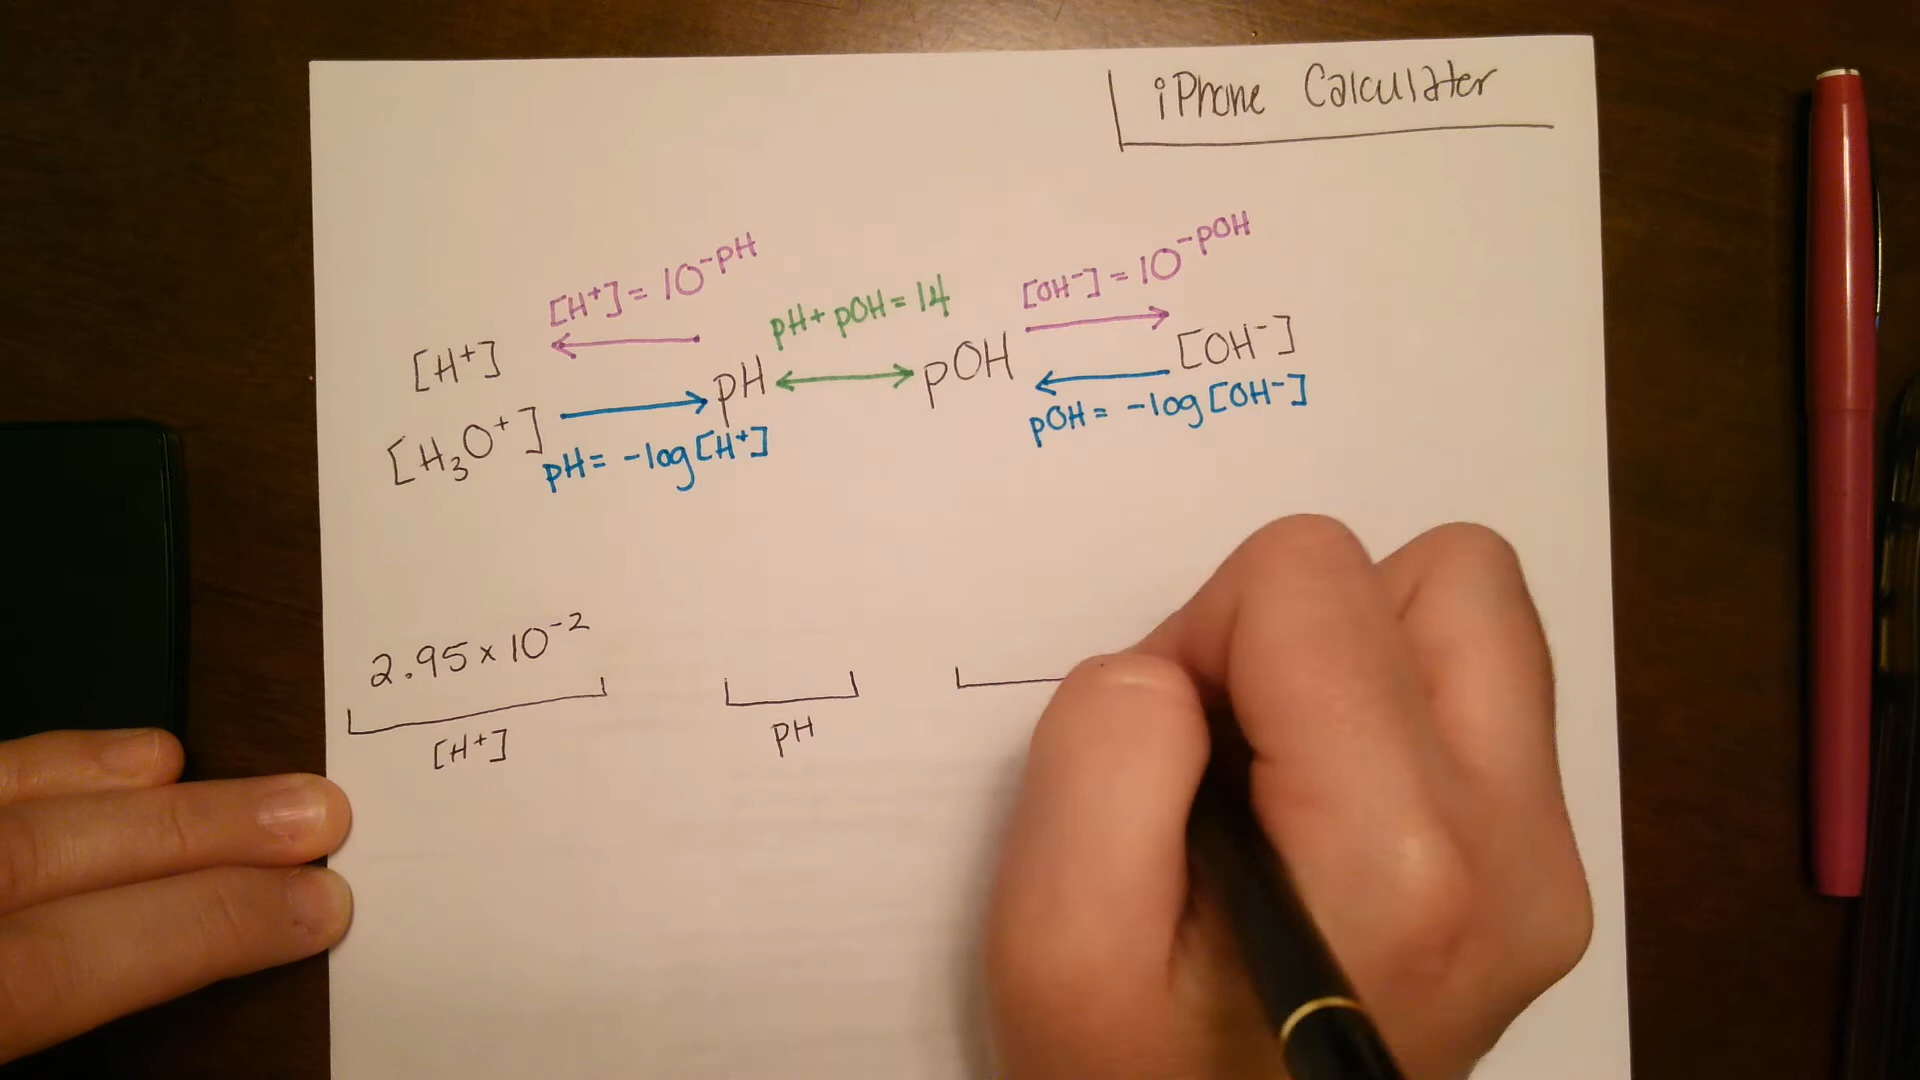 iPhone Calculater
[H⁺] = 10⁻ᵖᴴ
pH + pOH = 14
[OH⁻] = 10⁻ᵖᴼᴴ
[H⁺]
[H₃O⁺]
pH
pOH
[OH⁻]
pH = -log[H⁺]
pOH = -log[OH⁻]
2.95 x 10⁻²
[H⁺]
pH